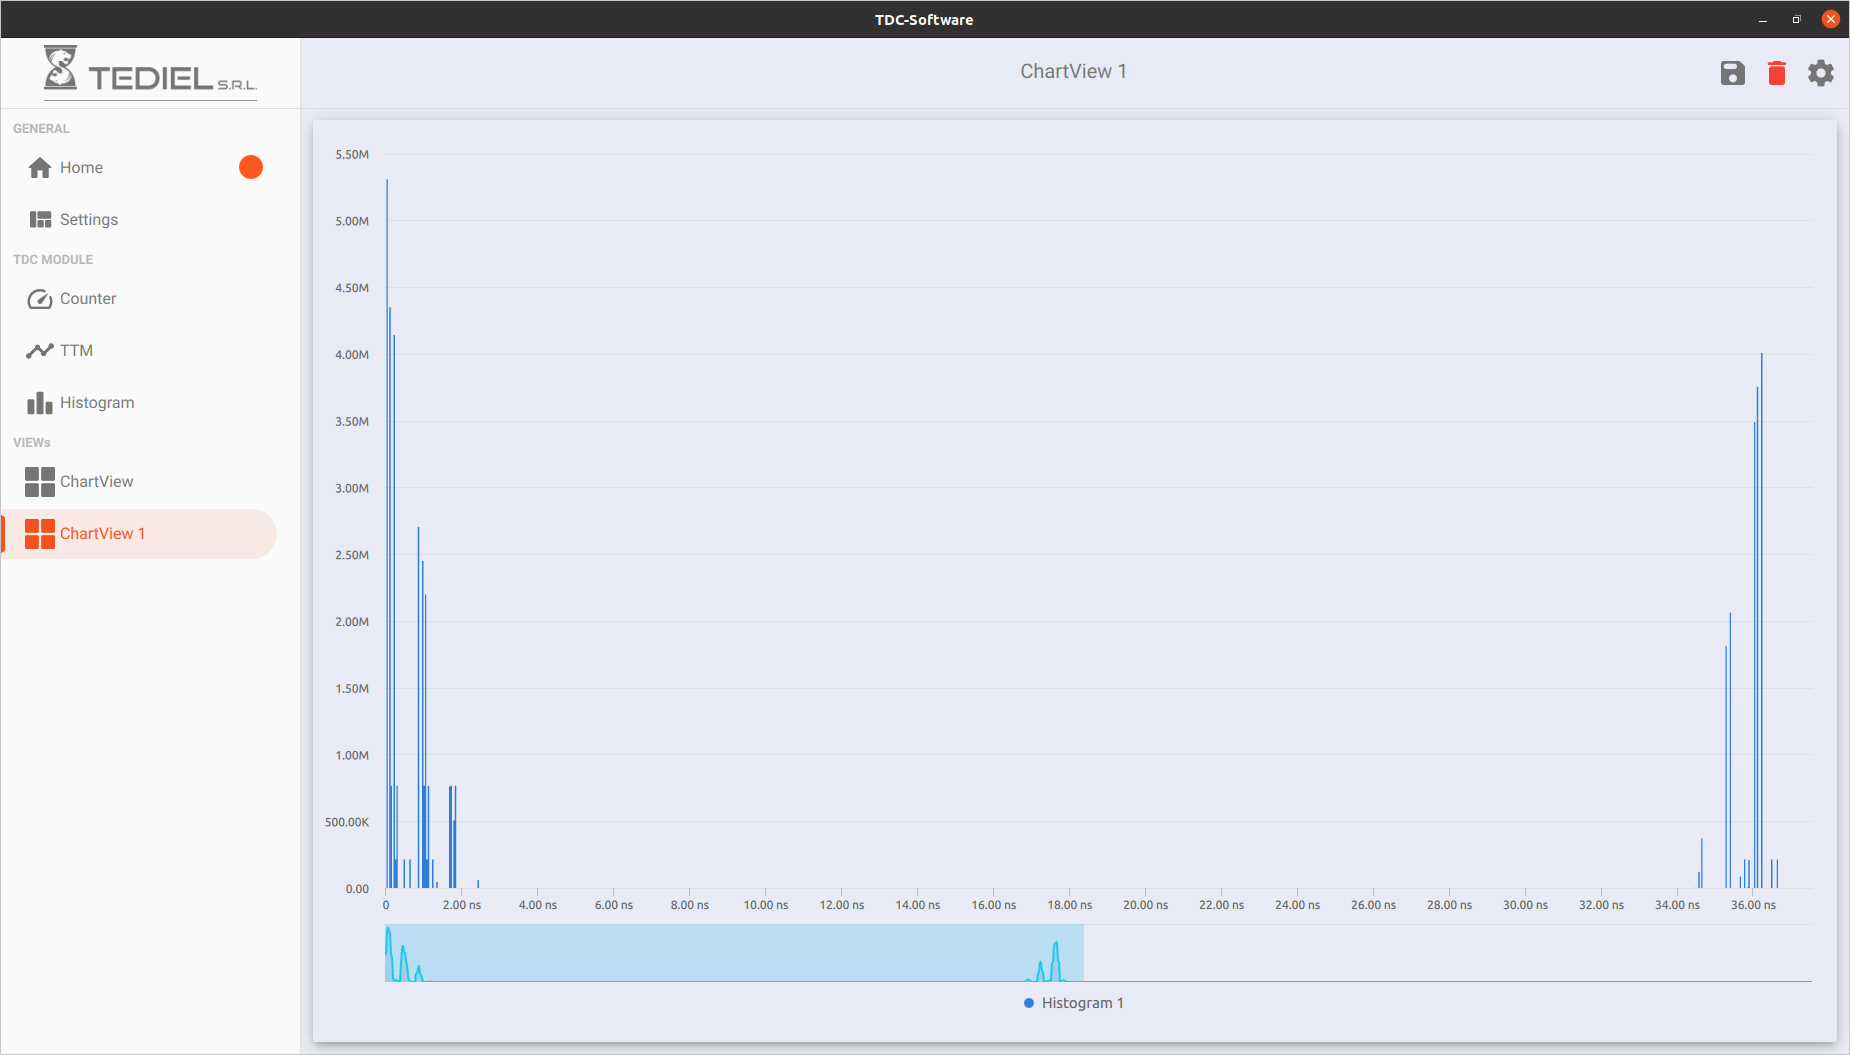 TDC-Software
TEDIEL S.R.L.
ChartView 1
GENERAL
Home
Settings
TDC MODULE
Counter
TTM
Histogram
VIEWs
ChartView
ChartView 1
5.50M
5.00M
4.50M
4.00M
3.50M
3.00M
2.50M
2.00M
1.50M
1.00M
500.00K
0.00
0 2.00 ns 4.00 ns 6.00 ns 8.00 ns 10.00 ns 12.00 ns 14.00 ns 16.00 ns 18.00 ns 20.00 ns 22.00 ns 24.00 ns 26.00 ns 28.00 ns 30.00 ns 32.00 ns 34.00 ns 36.00 ns
Histogram 1